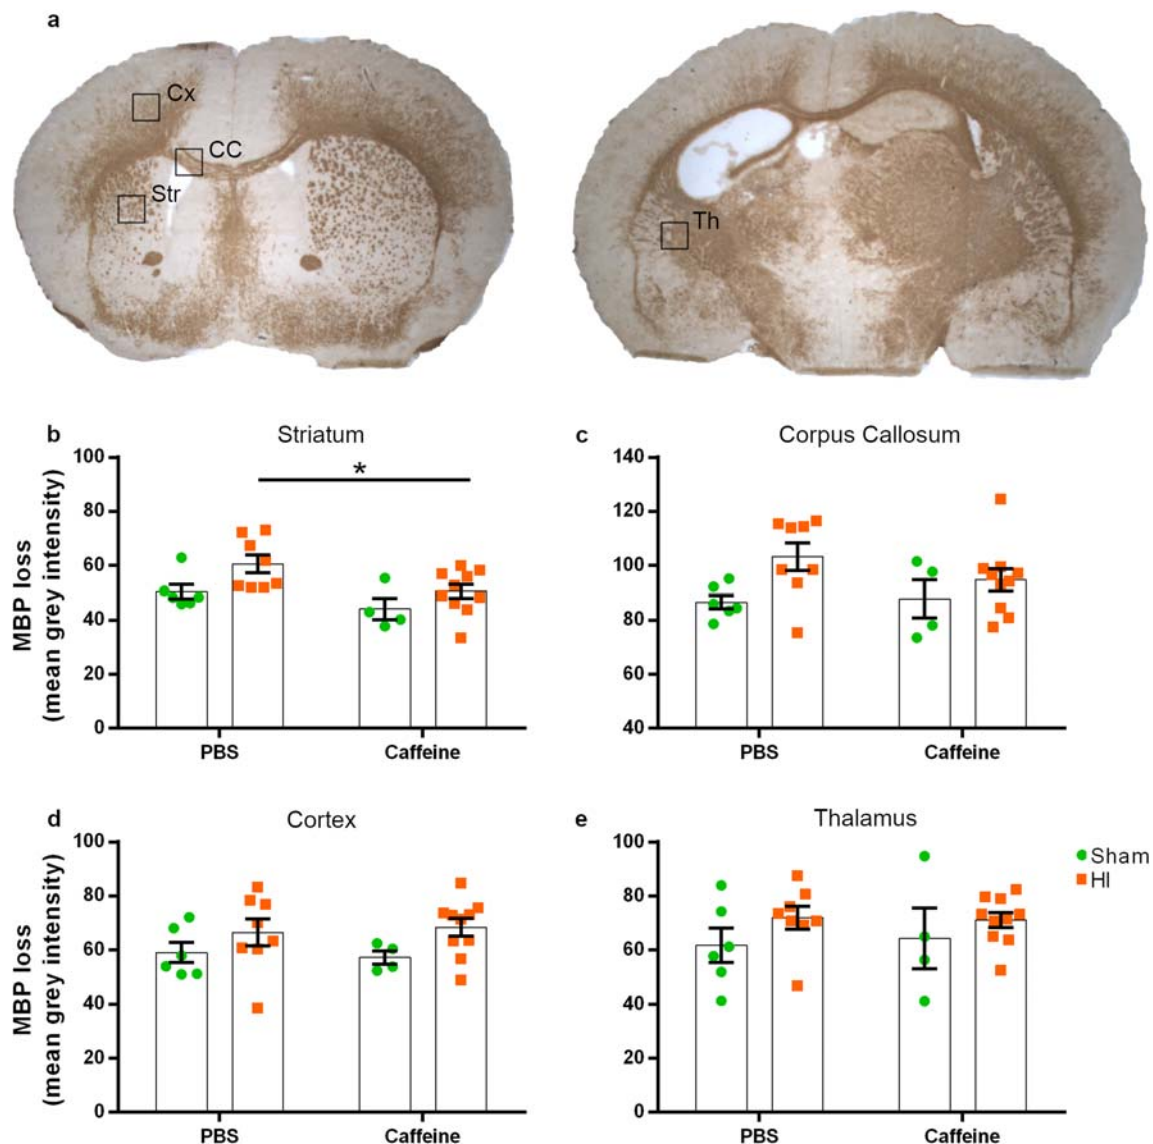 a
Cx
CC
Str
Th
b Striatum
MBP loss
(mean grey intensity)
100
80
60
40
20
0
*
PBS Caffeine
c Corpus Callosum
140
120
100
80
60
40
PBS Caffeine
d Cortex
MBP loss
(mean grey intensity)
100
80
60
40
20
0
PBS Caffeine
e Thalamus
100
80
60
40
20
0
PBS Caffeine
Sham
HI